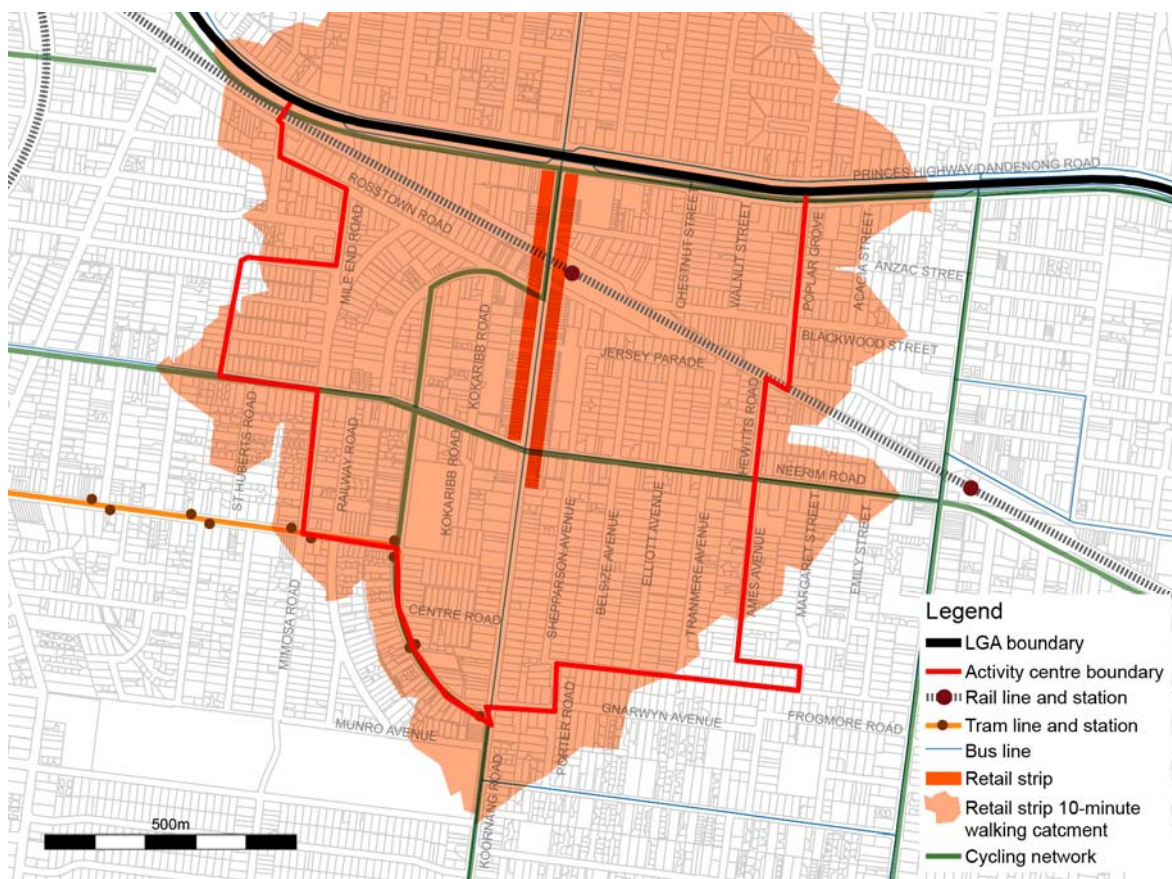 PRINCES HIGHWAY/DANDENONG ROAD
ROSSTOWN ROAD
MILE END ROAD
CHESTNUT STREE
WALNUT STREET
POPLAR GROVE
ACACIA STREET
ANZAC STREET
BLACKWOOD STREET
KOKARIBB ROAD
JERSEY PARADE
HEWITTS ROAD
NEERIM ROAD
ST HUBERTS ROAD
RAILWAY ROAD
KOKARIBB ROAD
SHEPPARSON AVENUE
BELSIZE AVENUE
ELLIOTT AVENUE
TRANMERE AVENUE
AMES AVENUE
MARGARET STREET
EMILY STREET
CENTRE ROAD
MIMOSA ROAD
MUNRO AVENUE
KOORNANG ROAD
PORTER ROAD
GNARWYN AVENUE
FROGMORE ROAD
500m
Legend
LGA boundary
Activity centre boundary
Rail line and station
Tram line and station
Bus line
Retail strip
Retail strip 10-minute
walking catcment
Cycling network